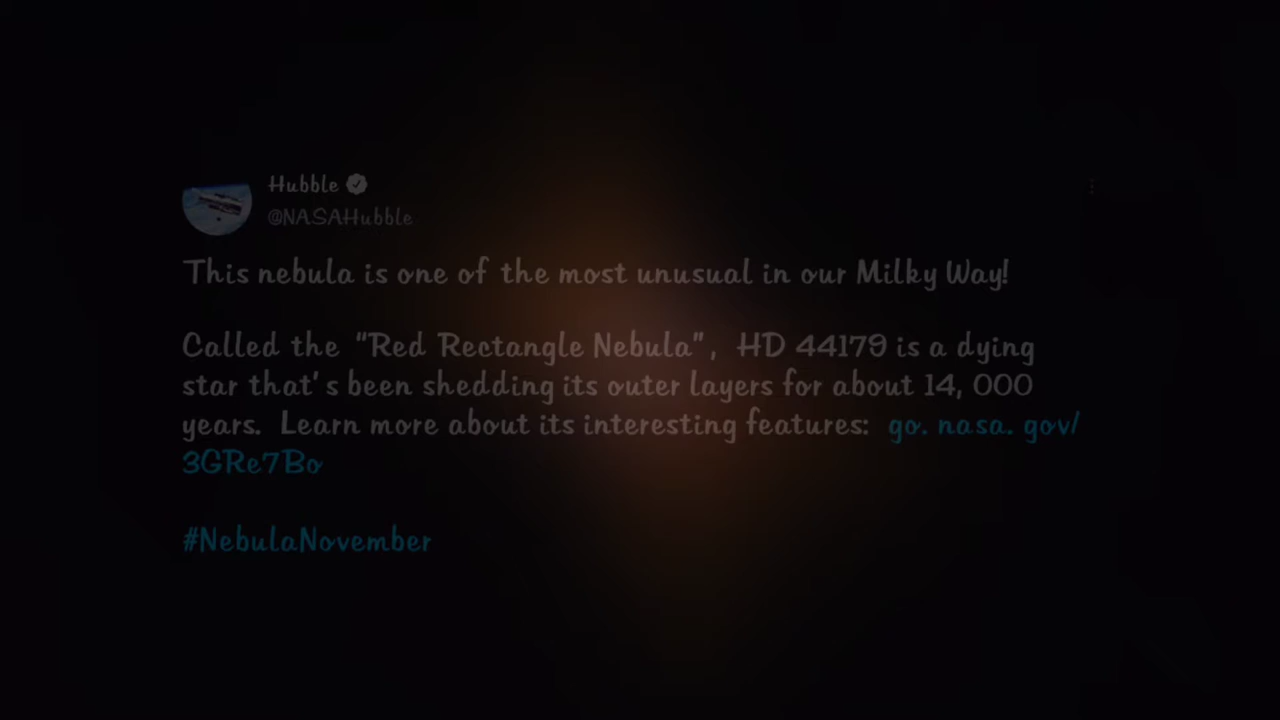 Hubble
@NASAHubble
This nebula is one of the most unusual in our Milky Way!
Called the "Red Rectangle Nebula", HD 44179 is a dying
star that's been shedding its outer layers for about 14, 000
years. Learn more about its interesting features: go. nasa. gov/
3GRe7Bo
#NebulaNovember